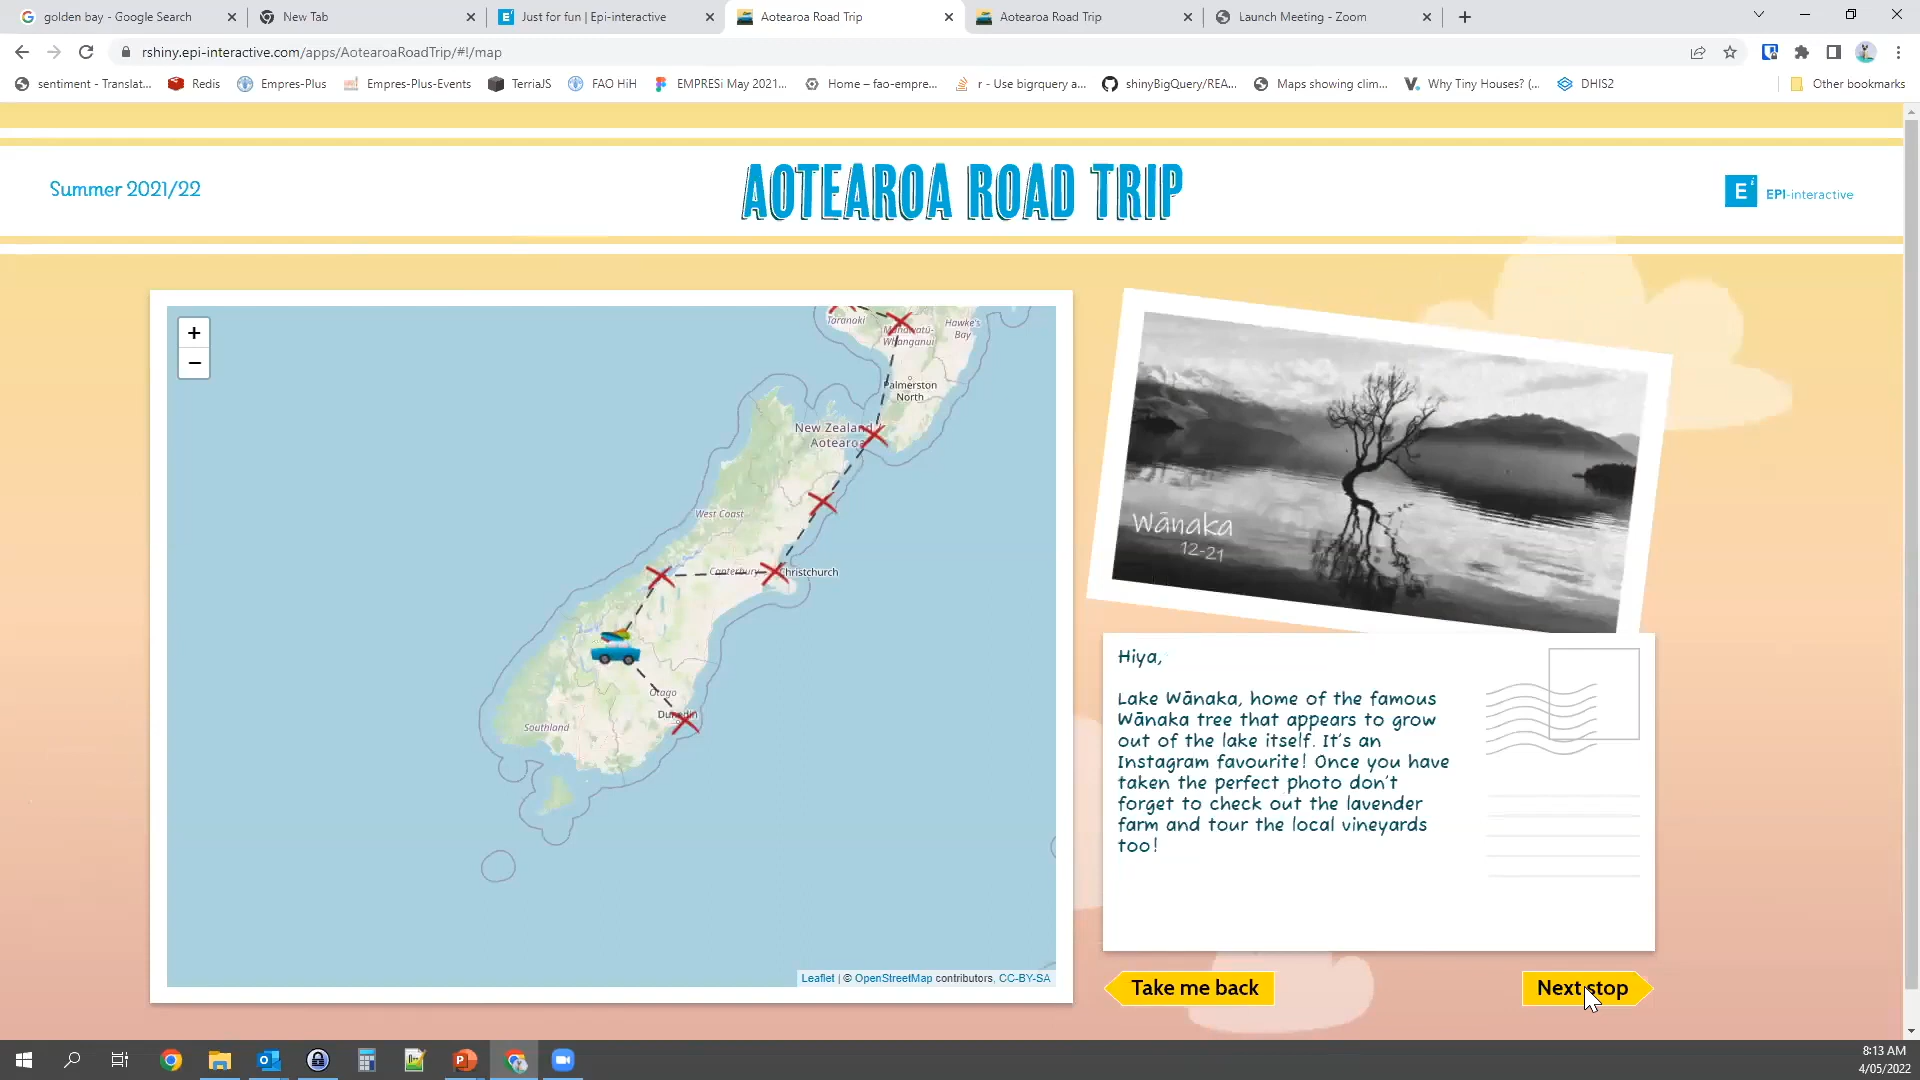 golden bay - Google Search
New Tab
Just for fun | Epi-interactive
Aotearoa Road Trip
Aotearoa Road Trip
Launch Meeting - Zoom
rshiny.epi-interactive.com/apps/AotearoaRoadTrip/#!/map
sentiment - Translat...
Redis
Empres-Plus
Empres-Plus-Events
TerriaJS
FAO HiH
EMPRESi May 2021...
Home – fao-empre...
r - Use bigrquery a...
shinyBigQuery/REA...
Maps showing clim...
Why Tiny Houses? (...
DHIS2
Other bookmarks
Summer 2021/22
AOTEAROA ROAD TRIP
E
EPI-interactive
+
−
Taranaki
Manawatū-
Whanganui
Hawke's
Bay
Palmerston
North
New Zealand
Aotearoa
West Coast
Canterbury
Christchurch
Otago
Dunedin
Southland
Leaflet | © OpenStreetMap contributors, CC-BY-SA
Wānaka
12-21
Hiya,
Lake Wānaka, home of the famous
Wānaka tree that appears to grow
out of the lake itself. It's an
Instagram favourite! Once you have
taken the perfect photo don't
forget to check out the lavender
farm and tour the local vineyards
too!
Take me back
Next stop
8:13 AM
4/05/2022